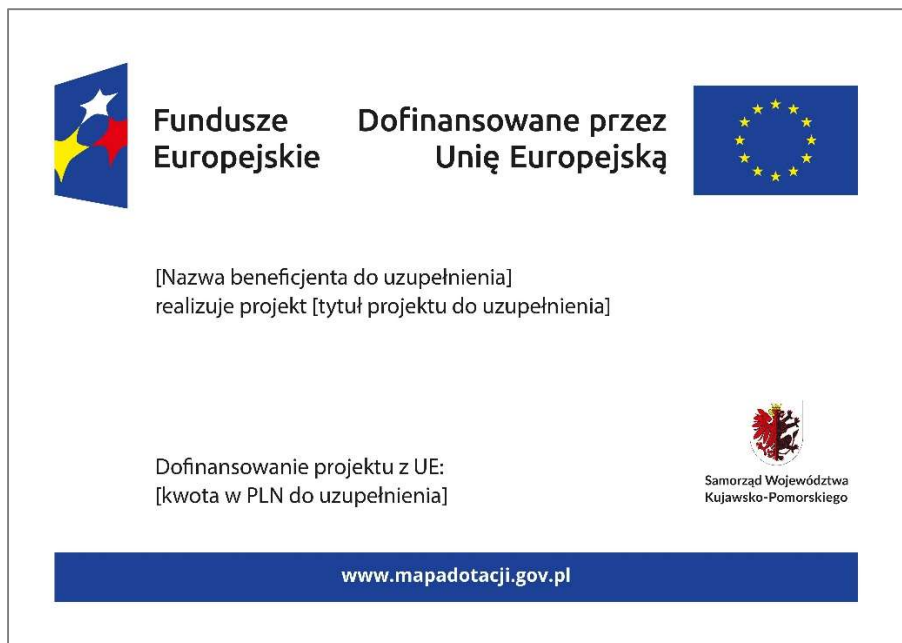 Fundusze
Europejskie
Dofinansowane przez
Unię Europejską
[Nazwa beneficjenta do uzupełnienia]
realizuje projekt [tytuł projektu do uzupełnienia]
Dofinansowanie projektu z UE:
[kwota w PLN do uzupełnienia]
Samorząd Województwa
Kujawsko-Pomorskiego
www.mapadotacji.gov.pl